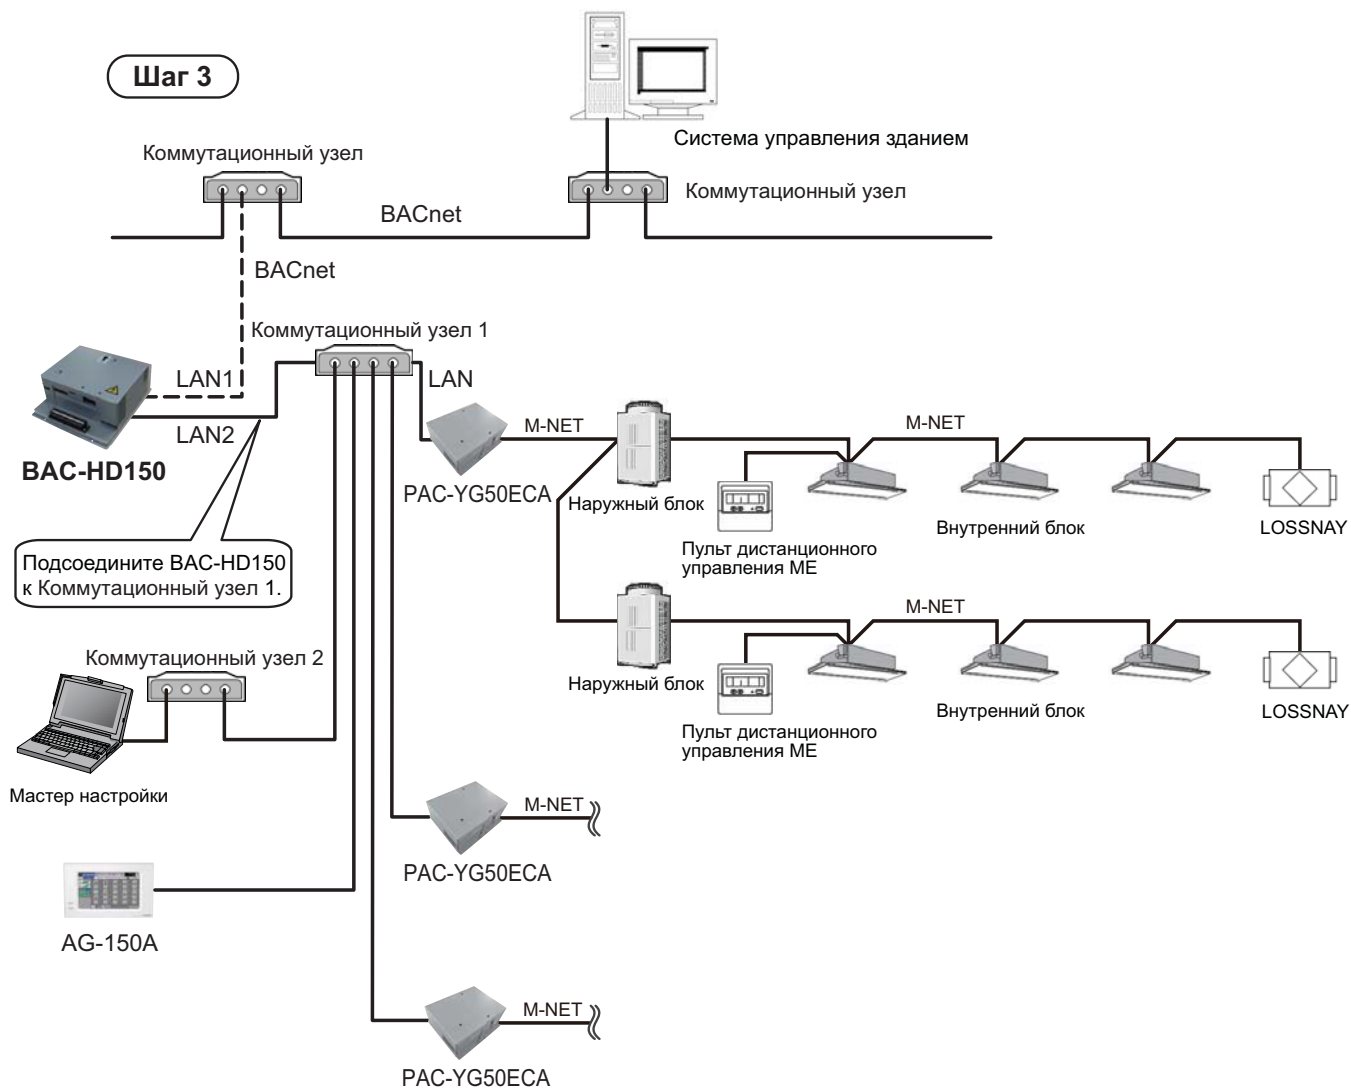 Шаг 3
Система управления зданием
Коммутационный узел
Коммутационный узел
BACnet
BACnet
Коммутационный узел 1
LAN1
LAN
LAN2
BAC-HD150
M-NET
M-NET
PAC-YG50ECA
Наружный блок
Внутренний блок
LOSSNAY
Пульт дистанционного
управления ME
Подсоедините BAC-HD150
к Коммутационный узел 1.
M-NET
Коммутационный узел 2
Наружный блок
Внутренний блок
LOSSNAY
Пульт дистанционного
управления ME
Мастер настройки
M-NET
PAC-YG50ECA
AG-150A
M-NET
PAC-YG50ECA